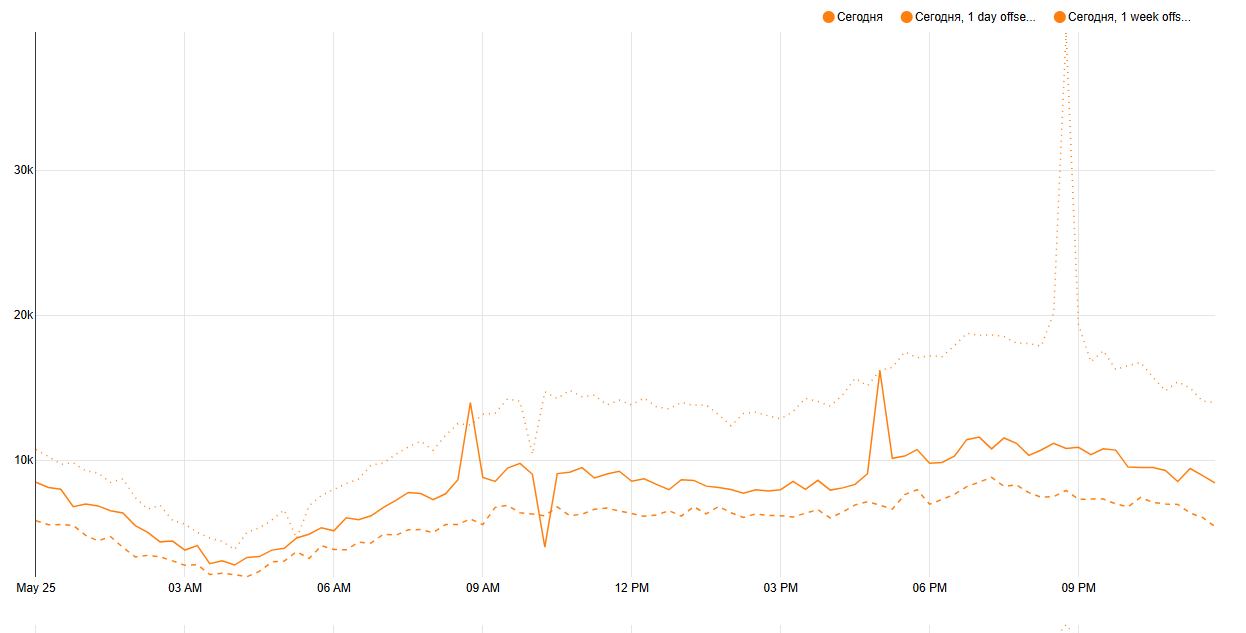 Сегодня Сегодня, 1 day offse... Сегодня, 1 week offs...
30k
20k
10k
May 25 03 AM 06 AM 09 AM 12 PM 03 PM 06 PM 09 PM